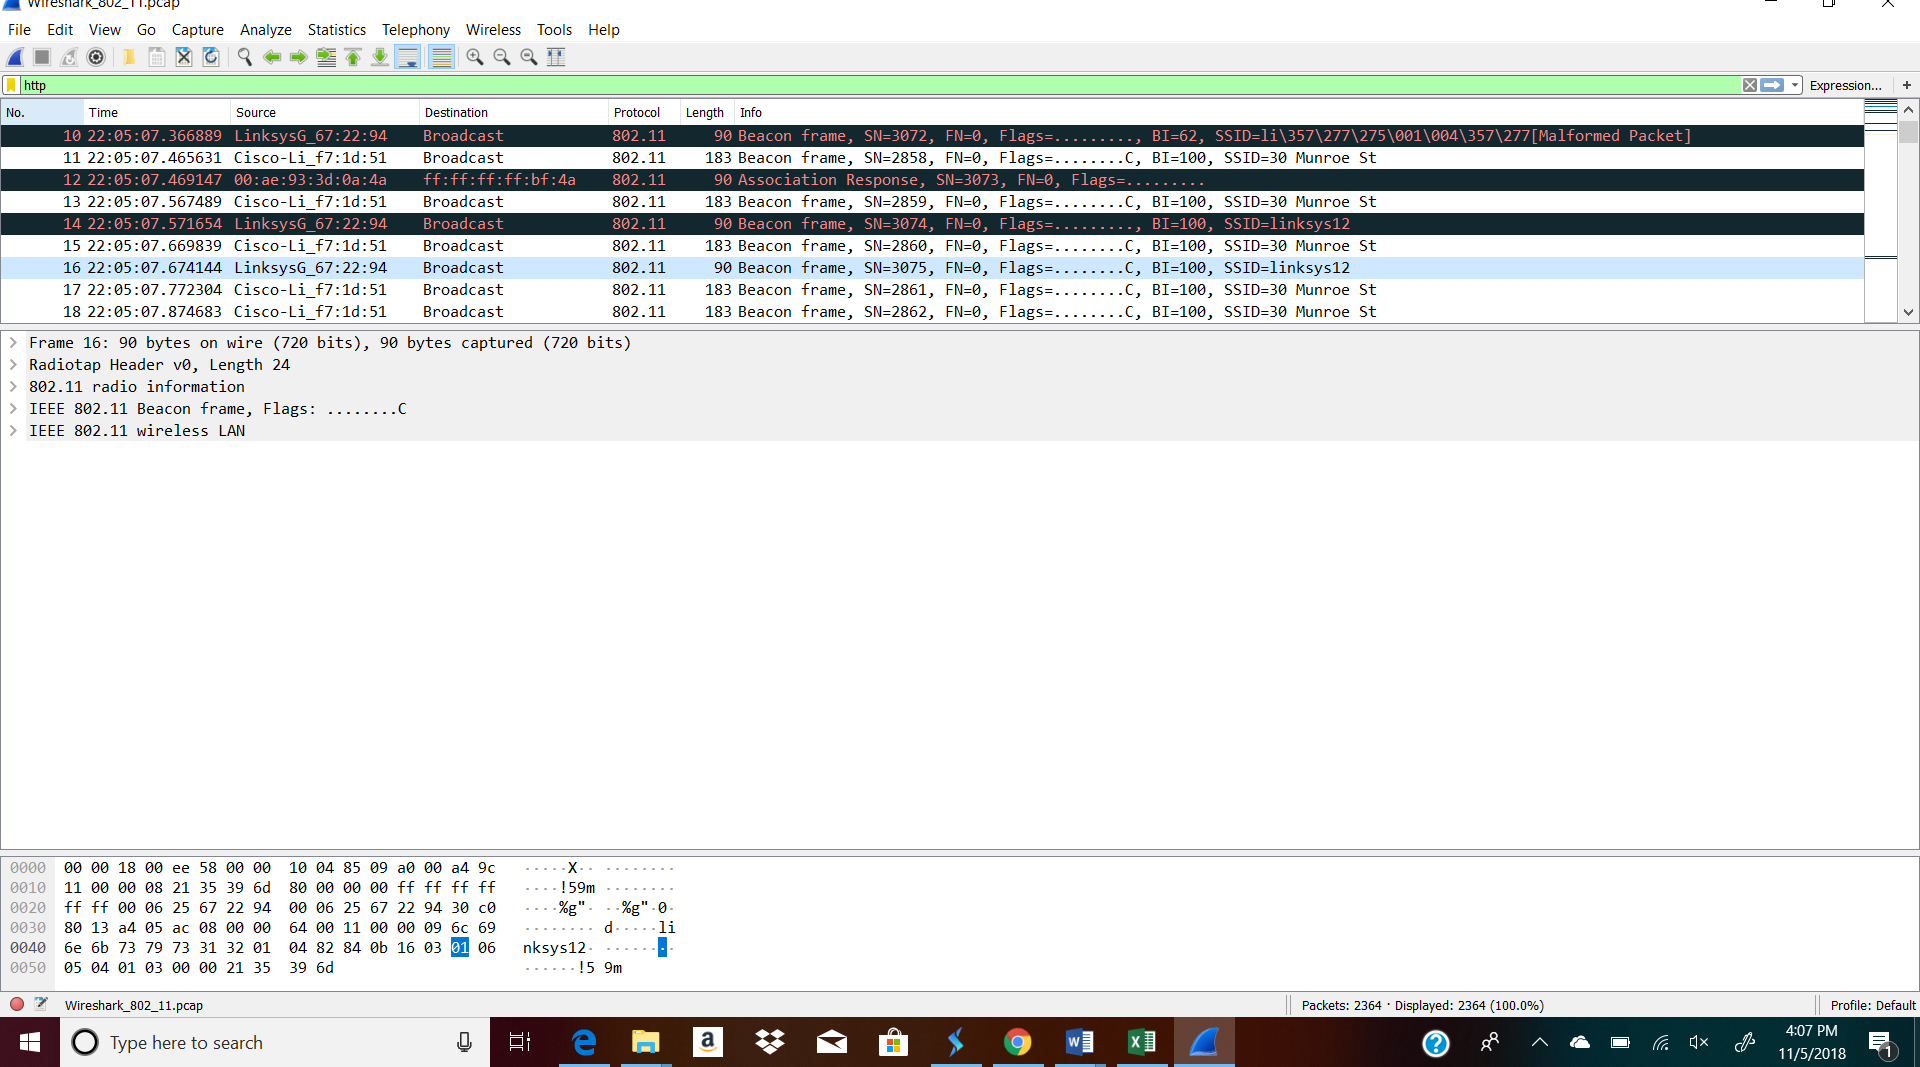 Wireshark_802_11.pcap
File Edit View Go Capture Analyze Statistics Telephony Wireless Tools Help
http Expression... +
No. Time Source Destination Protocol Length Info
10 22:05:07.366889 LinksysG_67:22:94 Broadcast 802.11 90 Beacon frame, SN=3072, FN=0, Flags=........., BI=62, SSID=li\357\277\275\001\004\357\277[Malformed Packet]
11 22:05:07.465631 Cisco-Li_f7:1d:51 Broadcast 802.11 183 Beacon frame, SN=2858, FN=0, Flags=........C, BI=100, SSID=30 Munroe St
12 22:05:07.469147 00:ae:93:3d:0a:4a ff:ff:ff:ff:bf:4a 802.11 90 Association Response, SN=3073, FN=0, Flags=.........
13 22:05:07.567489 Cisco-Li_f7:1d:51 Broadcast 802.11 183 Beacon frame, SN=2859, FN=0, Flags=........C, BI=100, SSID=30 Munroe St
14 22:05:07.571654 LinksysG_67:22:94 Broadcast 802.11 90 Beacon frame, SN=3074, FN=0, Flags=........., BI=100, SSID=linksys12
15 22:05:07.669839 Cisco-Li_f7:1d:51 Broadcast 802.11 183 Beacon frame, SN=2860, FN=0, Flags=........C, BI=100, SSID=30 Munroe St
16 22:05:07.674144 LinksysG_67:22:94 Broadcast 802.11 90 Beacon frame, SN=3075, FN=0, Flags=........C, BI=100, SSID=linksys12
17 22:05:07.772304 Cisco-Li_f7:1d:51 Broadcast 802.11 183 Beacon frame, SN=2861, FN=0, Flags=........C, BI=100, SSID=30 Munroe St
18 22:05:07.874683 Cisco-Li_f7:1d:51 Broadcast 802.11 183 Beacon frame, SN=2862, FN=0, Flags=........C, BI=100, SSID=30 Munroe St
Frame 16: 90 bytes on wire (720 bits), 90 bytes captured (720 bits)
Radiotap Header v0, Length 24
802.11 radio information
IEEE 802.11 Beacon frame, Flags: ........C
IEEE 802.11 wireless LAN
0000 00 00 18 00 ee 58 00 00 10 04 85 09 a0 00 a4 9c ·····X·· ········
0010 11 00 00 08 21 35 39 6d 80 00 00 00 ff ff ff ff ····!59m ········
0020 ff ff 00 06 25 67 22 94 00 06 25 67 22 94 30 c0 ····%g"· ··%g"·0·
0030 80 13 a4 05 ac 08 00 00 64 00 11 00 00 09 6c 69 ········ d·····li
0040 6e 6b 73 79 73 31 32 01 04 82 84 0b 16 03 01 06 nksys12· ········
0050 05 04 01 03 00 00 21 35 39 6d ······!5 9m
Wireshark_802_11.pcap Packets: 2364 · Displayed: 2364 (100.0%) Profile: Default
Type here to search
4:07 PM
11/5/2018
1